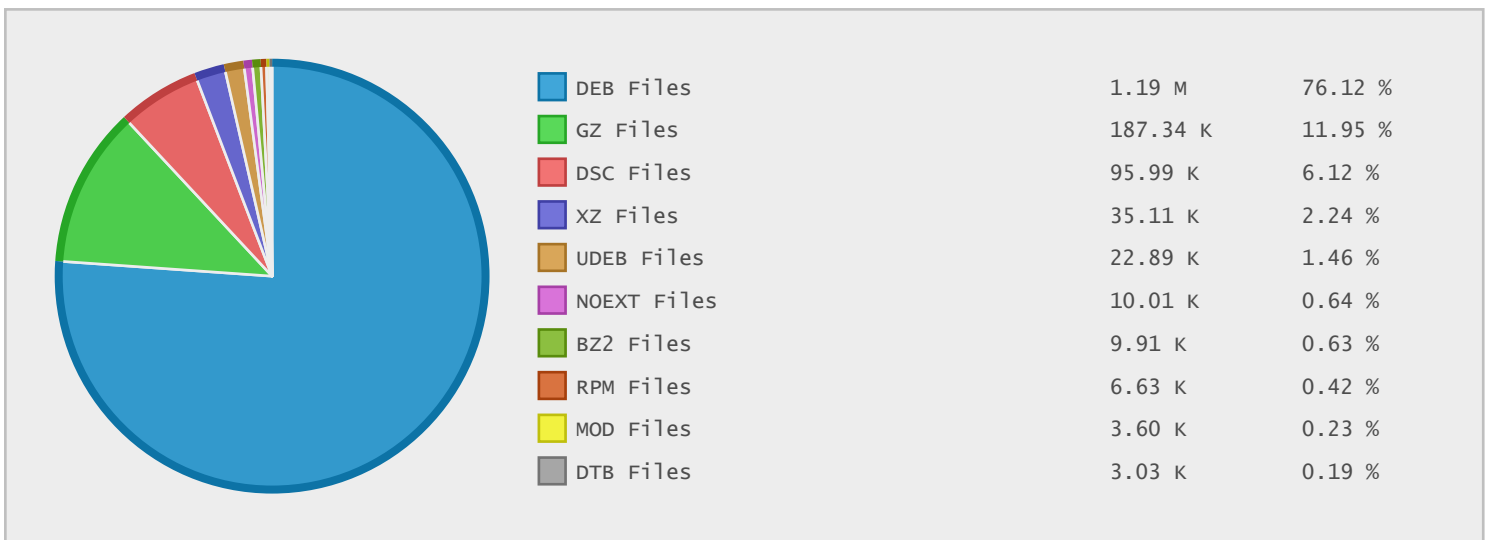 DEB Files 1.19 M 76.12 %
GZ Files 187.34 K 11.95 %
DSC Files 95.99 K 6.12 %
XZ Files 35.11 K 2.24 %
UDEB Files 22.89 K 1.46 %
NOEXT Files 10.01 K 0.64 %
BZ2 Files 9.91 K 0.63 %
RPM Files 6.63 K 0.42 %
MOD Files 3.60 K 0.23 %
DTB Files 3.03 K 0.19 %